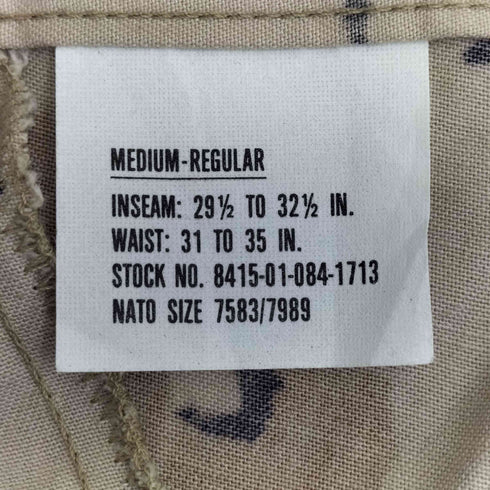 MEDIUM-REGULAR
INSEAM: 29½ TO 32½ IN.
WAIST: 31 TO 35 IN.
STOCK NO. 8415-01-084-1713
NATO SIZE 7583/7989